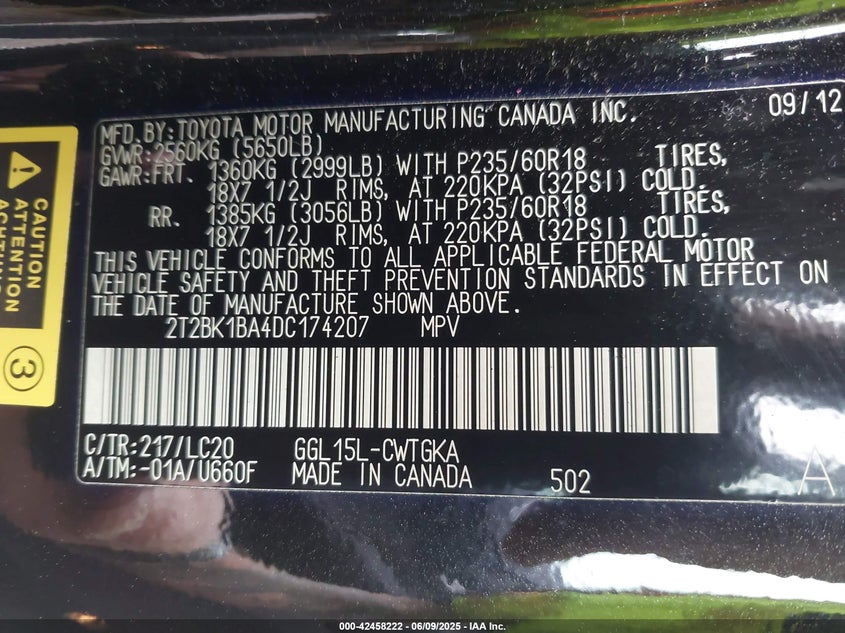 MFD. BY: TOYOTA MOTOR MANUFACTURING CANADA INC. 09/12
GVWR: 2560KG (5650LB)
GAWR: FRT. 1360KG (2999LB) WITH P235/60R18 TIRES,
18X7 1/2J RIMS, AT 220KPA (32PSI) COLD.
RR. 1385KG (3056LB) WITH P235/60R18 TIRES,
18X7 1/2J RIMS, AT 220KPA (32PSI) COLD.
THIS VEHICLE CONFORMS TO ALL APPLICABLE FEDERAL MOTOR
VEHICLE SAFETY AND THEFT PREVENTION STANDARDS IN EFFECT ON
THE DATE OF MANUFACTURE SHOWN ABOVE.
2T2BK1BA4DC174207 MPV
C/TR: 217/LC20 GGL15L-CWTGKA
A/TM: -01A/U660F MADE IN CANADA 502 A
CAUTION
ATTENTION
3
000-42458222 - 06/09/2025 - IAA Inc.